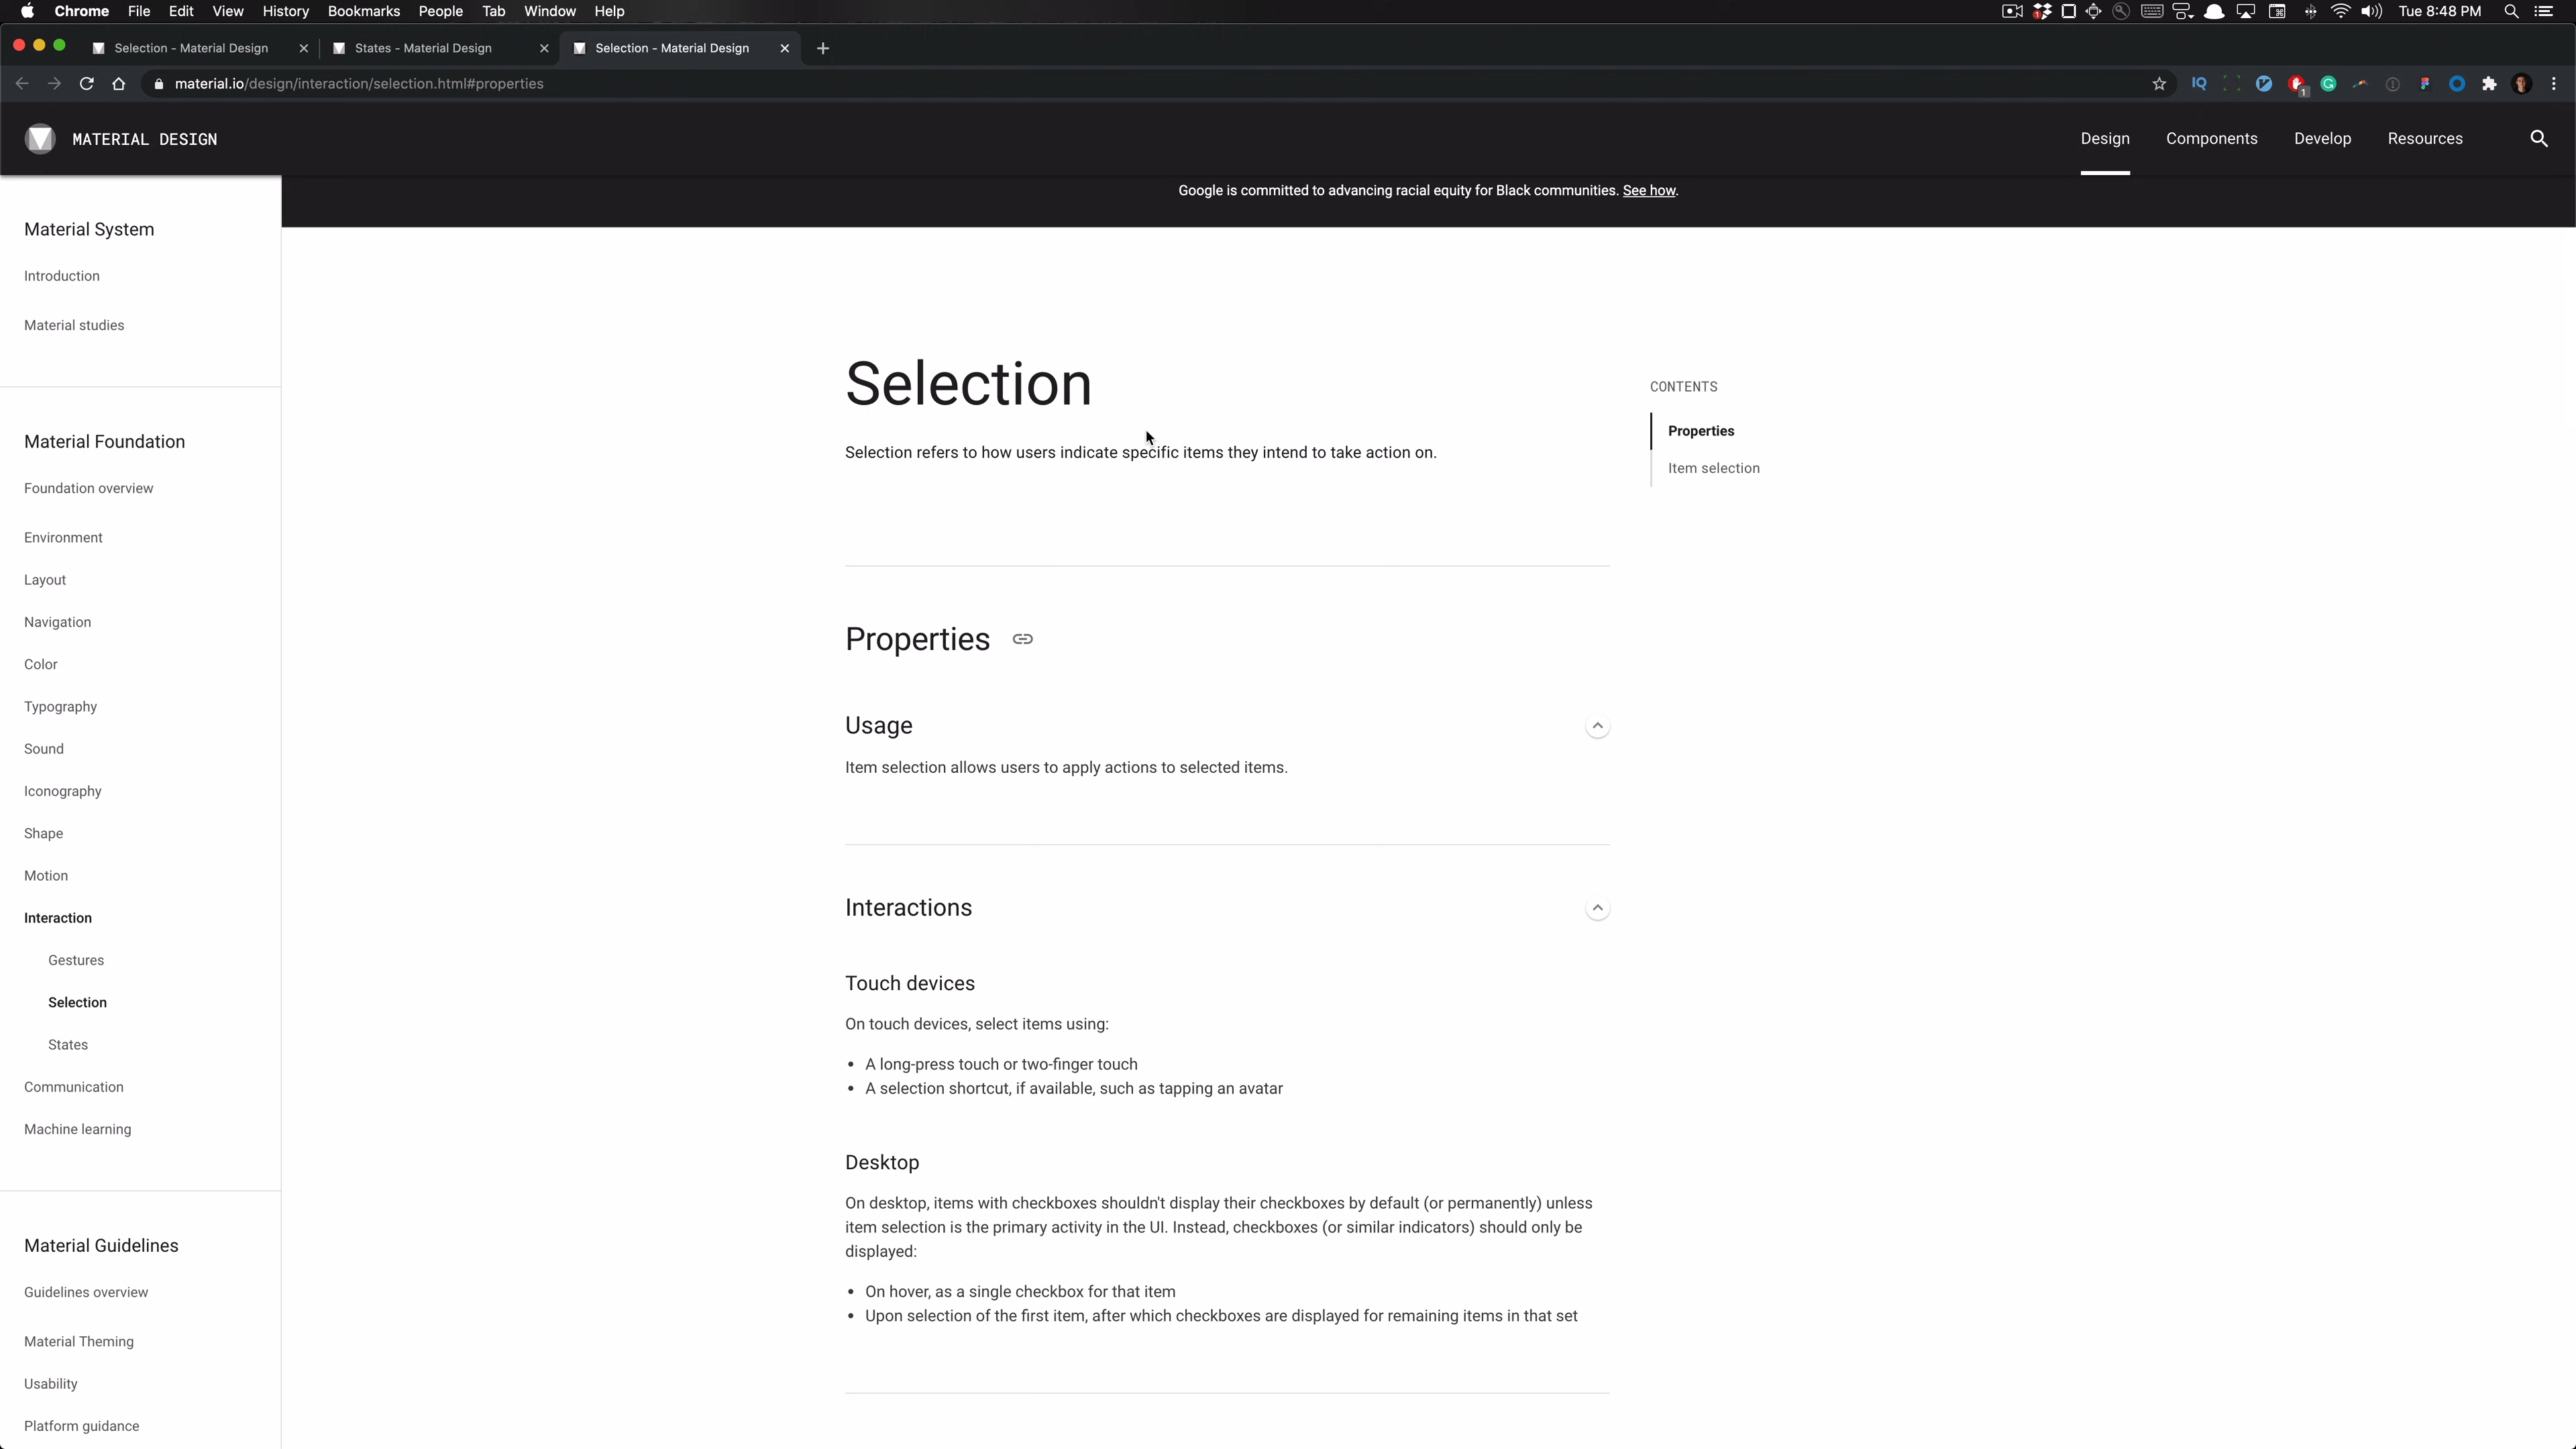 Chrome File Edit View History Bookmarks People Tab Window Help
1
Tue 8:48 PM
Selection - Material Design
States - Material Design
Selection - Material Design
material.io/design/interaction/selection.html#properties
IQ
1
MATERIAL DESIGN
Design
Components
Develop
Resources
Google is committed to advancing racial equity for Black communities. See how.
Material System
Introduction
Material studies
Material Foundation
Foundation overview
Environment
Layout
Navigation
Color
Typography
Sound
Iconography
Shape
Motion
Interaction
Gestures
Selection
States
Communication
Machine learning
Material Guidelines
Guidelines overview
Material Theming
Usability
Platform guidance
Selection
Selection refers to how users indicate specific items they intend to take action on.
CONTENTS
Properties
Item selection
Properties
Usage
Item selection allows users to apply actions to selected items.
Interactions
Touch devices
On touch devices, select items using:
• A long-press touch or two-finger touch
• A selection shortcut, if available, such as tapping an avatar
Desktop
On desktop, items with checkboxes shouldn't display their checkboxes by default (or permanently) unless
item selection is the primary activity in the UI. Instead, checkboxes (or similar indicators) should only be
displayed:
• On hover, as a single checkbox for that item
• Upon selection of the first item, after which checkboxes are displayed for remaining items in that set